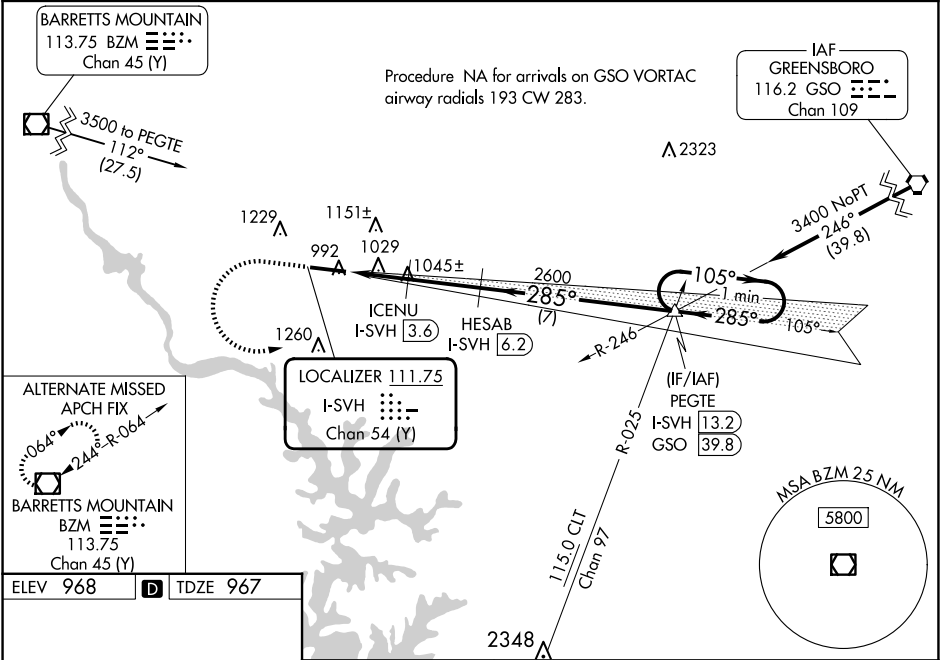 BARRETTS MOUNTAIN
113.75 BZM
Chan 45 (Y)
3500 to PEGTE
112°
(27.5)
Procedure NA for arrivals on GSO VORTAC
airway radials 193 CW 283.
IAF
GREENSBORO
116.2 GSO
Chan 109
2323
3400 NoPT
246°
(39.8)
1229
1151±
992
1029
1045±
2600
285°
(7)
105°
1 min
285°
105°
ICENU
I-SVH 3.6
HESAB
I-SVH 6.2
R-246
1260
LOCALIZER 111.75
I-SVH
Chan 54 (Y)
(IF/IAF)
PEGTE
I-SVH 13.2
GSO 39.8
R-025
115.0 CLT
Chan 97
2348
ALTERNATE MISSED
APCH FIX
064°
244°
R-064
BARRETTS MOUNTAIN
BZM
113.75
Chan 45 (Y)
MSA BZM 25 NM
5800
ELEV 968 D TDZE 967